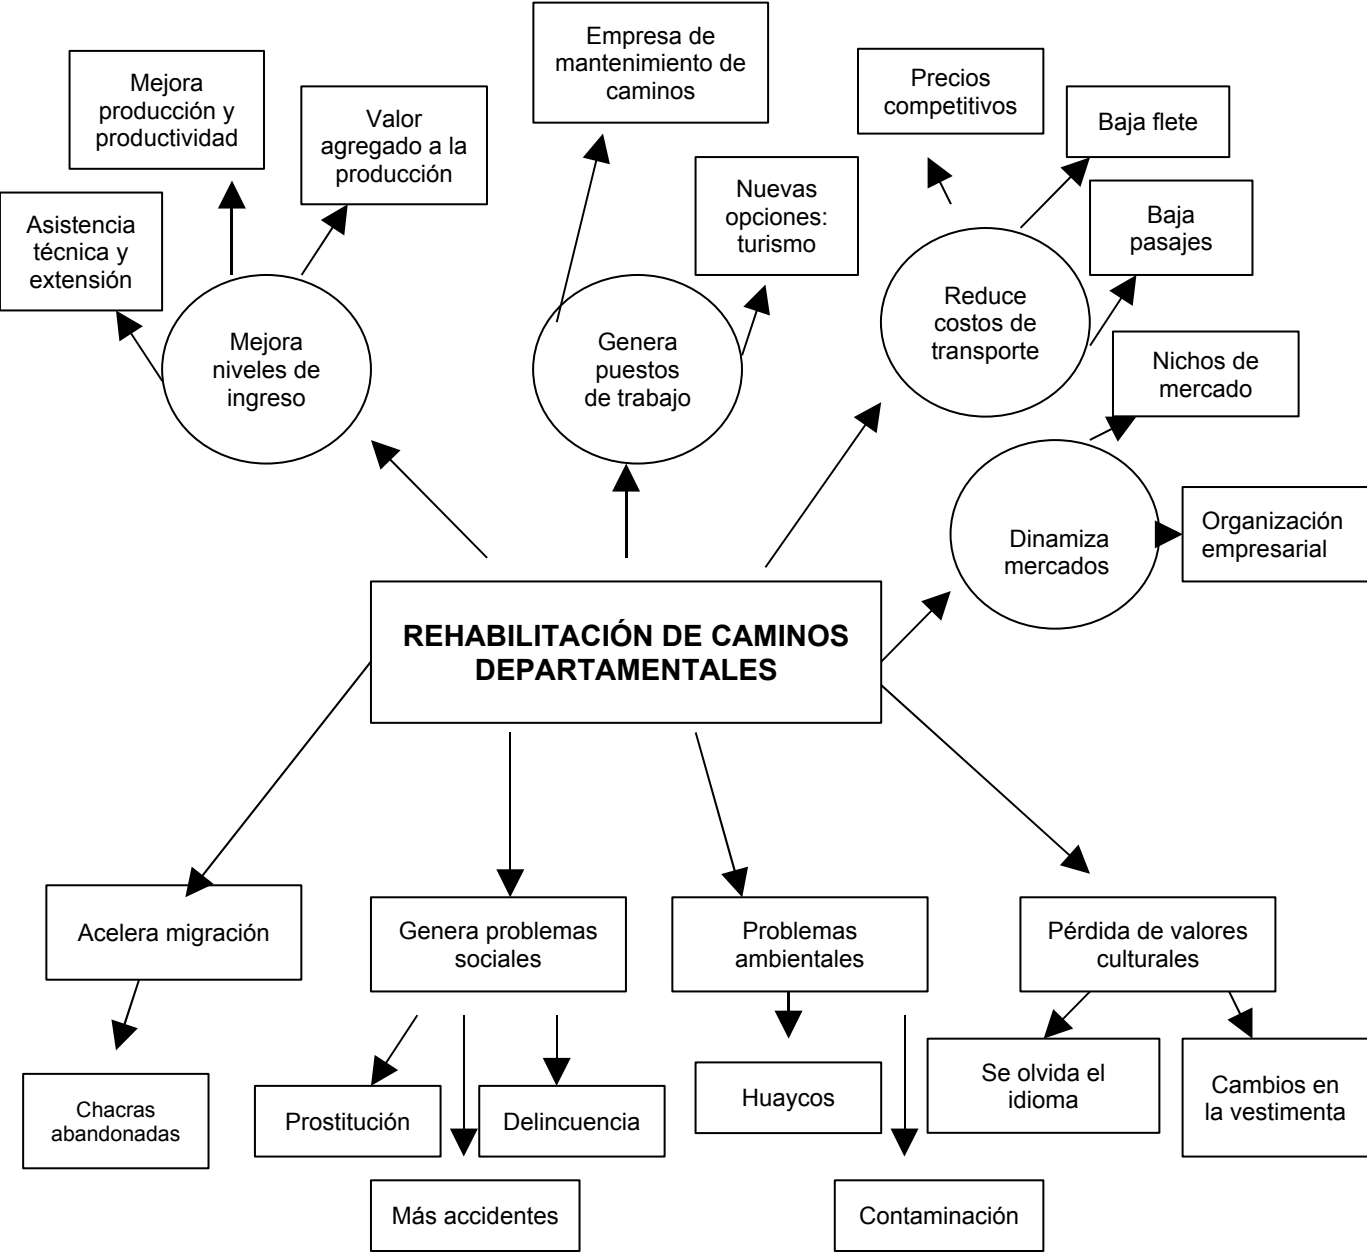 Empresa de
mantenimiento de
caminos
Mejora
producción y
productividad
Valor
agregado a la
producción
Precios
competitivos
Baja flete
Asistencia
técnica y
extensión
Nuevas
opciones:
turismo
Baja
pasajes
Mejora
niveles de
ingreso
Genera
puestos
de trabajo
Reduce
costos de
transporte
Nichos de
mercado
Dinamiza
mercados
Organización
empresarial
REHABILITACIÓN DE CAMINOS
DEPARTAMENTALES
Acelera migración
Genera problemas
sociales
Problemas
ambientales
Pérdida de valores
culturales
Chacras
abandonadas
Prostitución
Delincuencia
Huaycos
Se olvida el
idioma
Cambios en
la vestimenta
Más accidentes
Contaminación